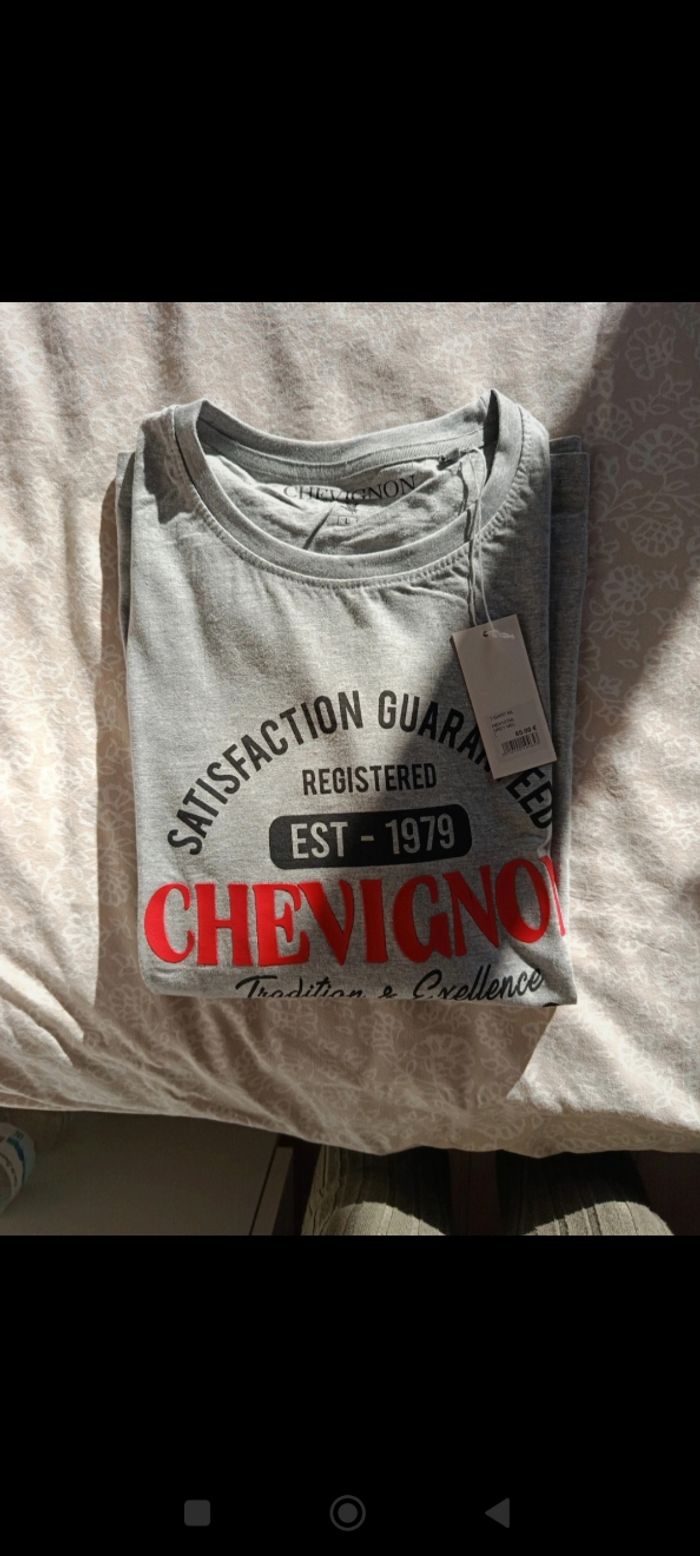 CHEVIGNON
L
SATISFACTION GUARANTEED
REGISTERED
EST - 1979
CHEVIGNON
Tradition & Exellence